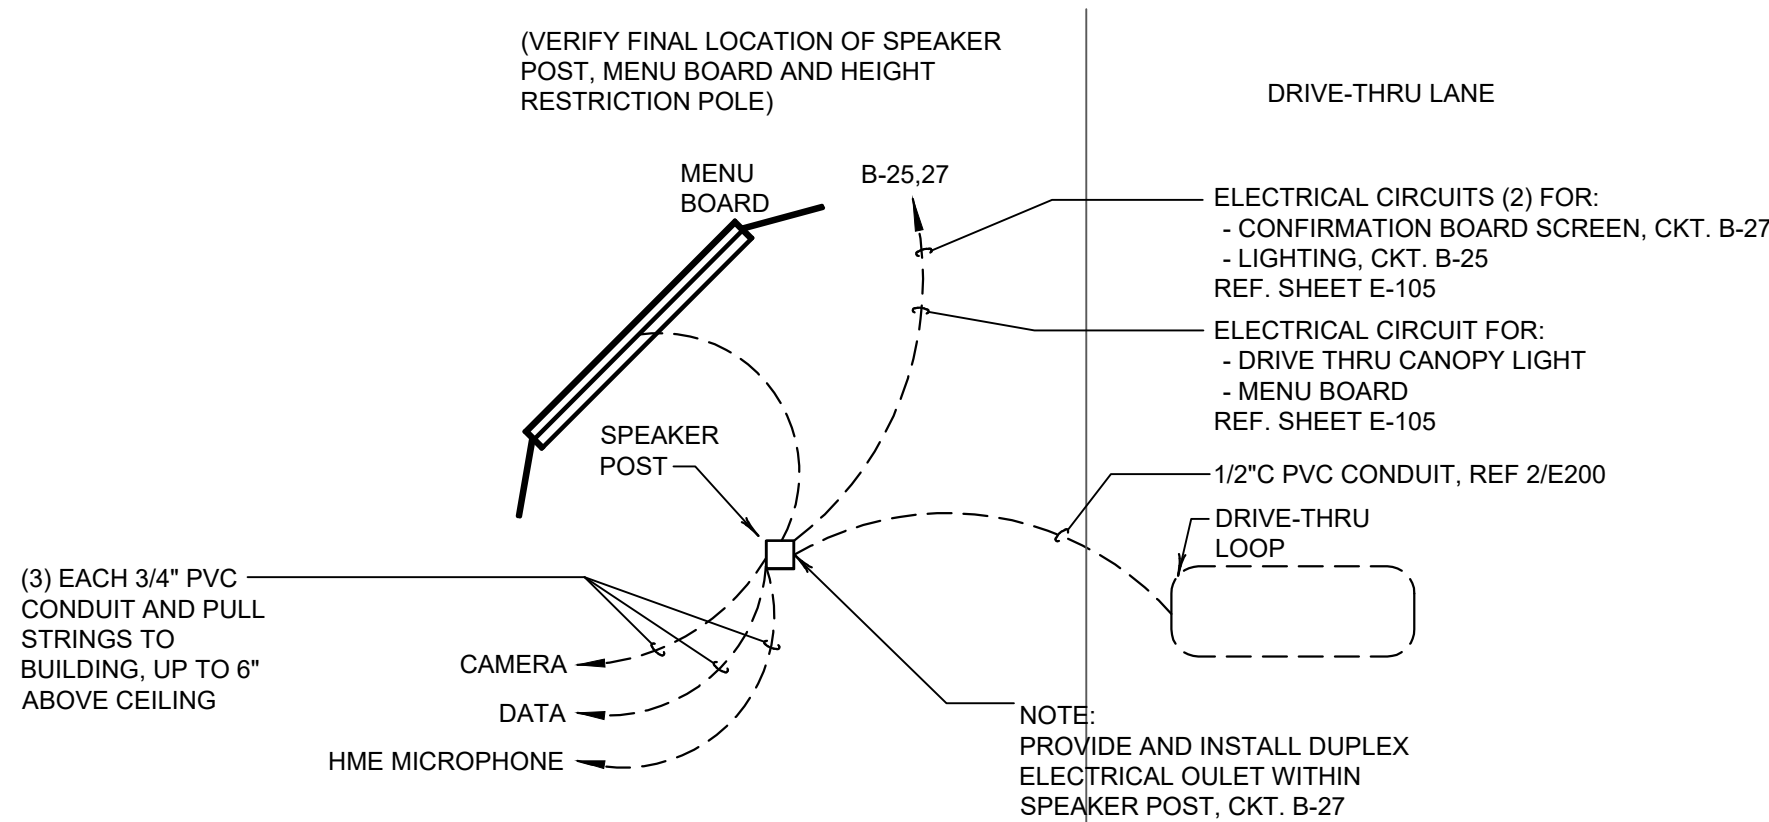 (VERIFY FINAL LOCATION OF SPEAKER
POST, MENU BOARD AND HEIGHT
RESTRICTION POLE)
DRIVE-THRU LANE
MENU
BOARD
B-25,27
ELECTRICAL CIRCUITS (2) FOR:
- CONFIRMATION BOARD SCREEN, CKT. B-27
- LIGHTING, CKT. B-25
REF. SHEET E-105
ELECTRICAL CIRCUIT FOR:
- DRIVE THRU CANOPY LIGHT
- MENU BOARD
REF. SHEET E-105
SPEAKER
POST
1/2"C PVC CONDUIT, REF 2/E200
DRIVE-THRU
LOOP
(3) EACH 3/4" PVC
CONDUIT AND PULL
STRINGS TO
BUILDING, UP TO 6"
ABOVE CEILING
CAMERA
DATA
HME MICROPHONE
NOTE:
PROVIDE AND INSTALL DUPLEX
ELECTRICAL OULET WITHIN
SPEAKER POST, CKT. B-27